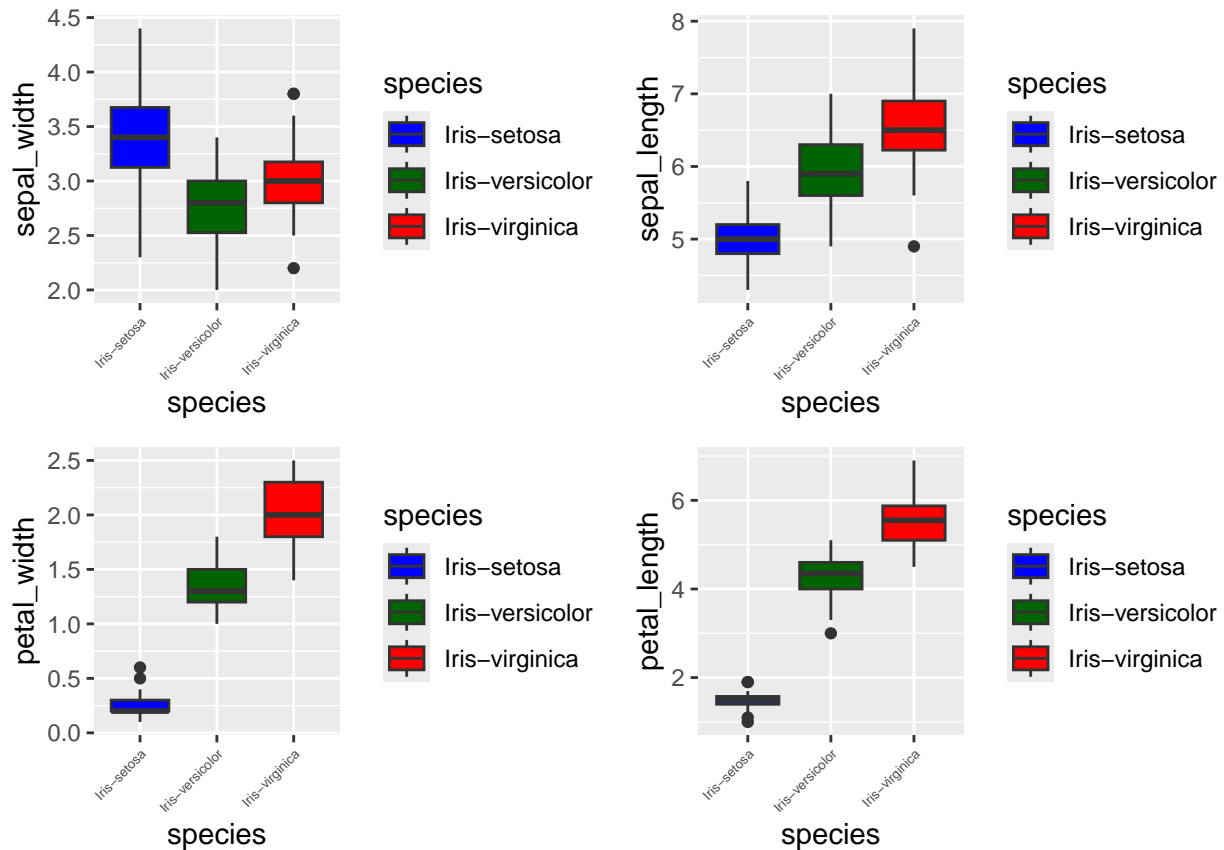 4.5
4.0
3.5
3.0
2.5
2.0
sepal_width
Iris−setosa
Iris−versicolor
Iris−virginica
species
species
Iris−setosa
Iris−versicolor
Iris−virginica
8
7
6
5
sepal_length
Iris−setosa
Iris−versicolor
Iris−virginica
species
species
Iris−setosa
Iris−versicolor
Iris−virginica
2.5
2.0
1.5
1.0
0.5
0.0
petal_width
Iris−setosa
Iris−versicolor
Iris−virginica
species
species
Iris−setosa
Iris−versicolor
Iris−virginica
6
4
2
petal_length
Iris−setosa
Iris−versicolor
Iris−virginica
species
species
Iris−setosa
Iris−versicolor
Iris−virginica